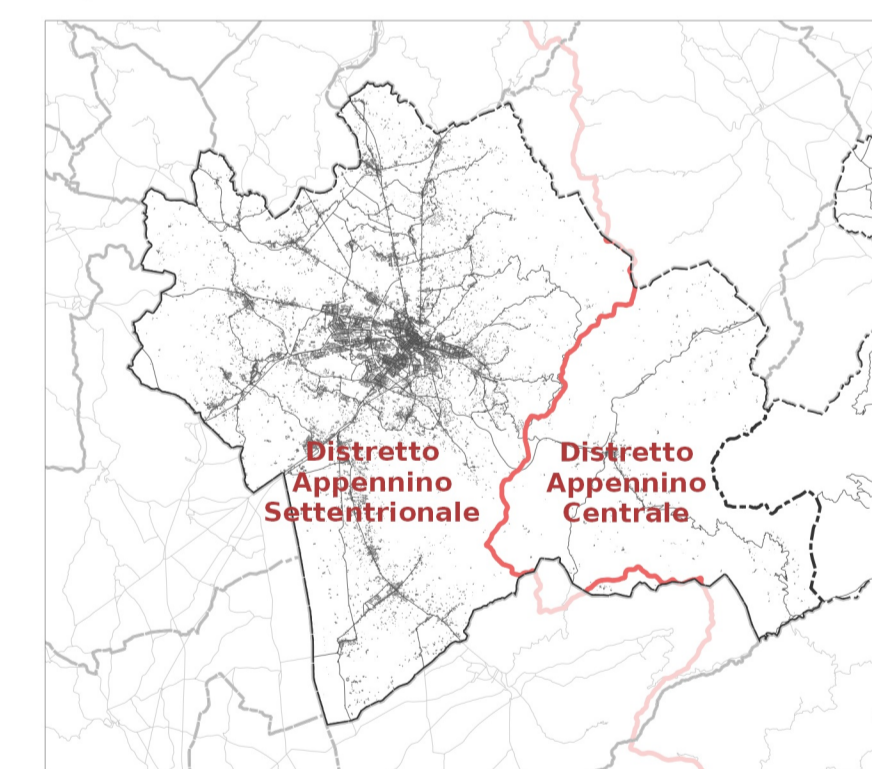 Distretto
Appennino
Settentrionale
Distretto
Appennino
Centrale